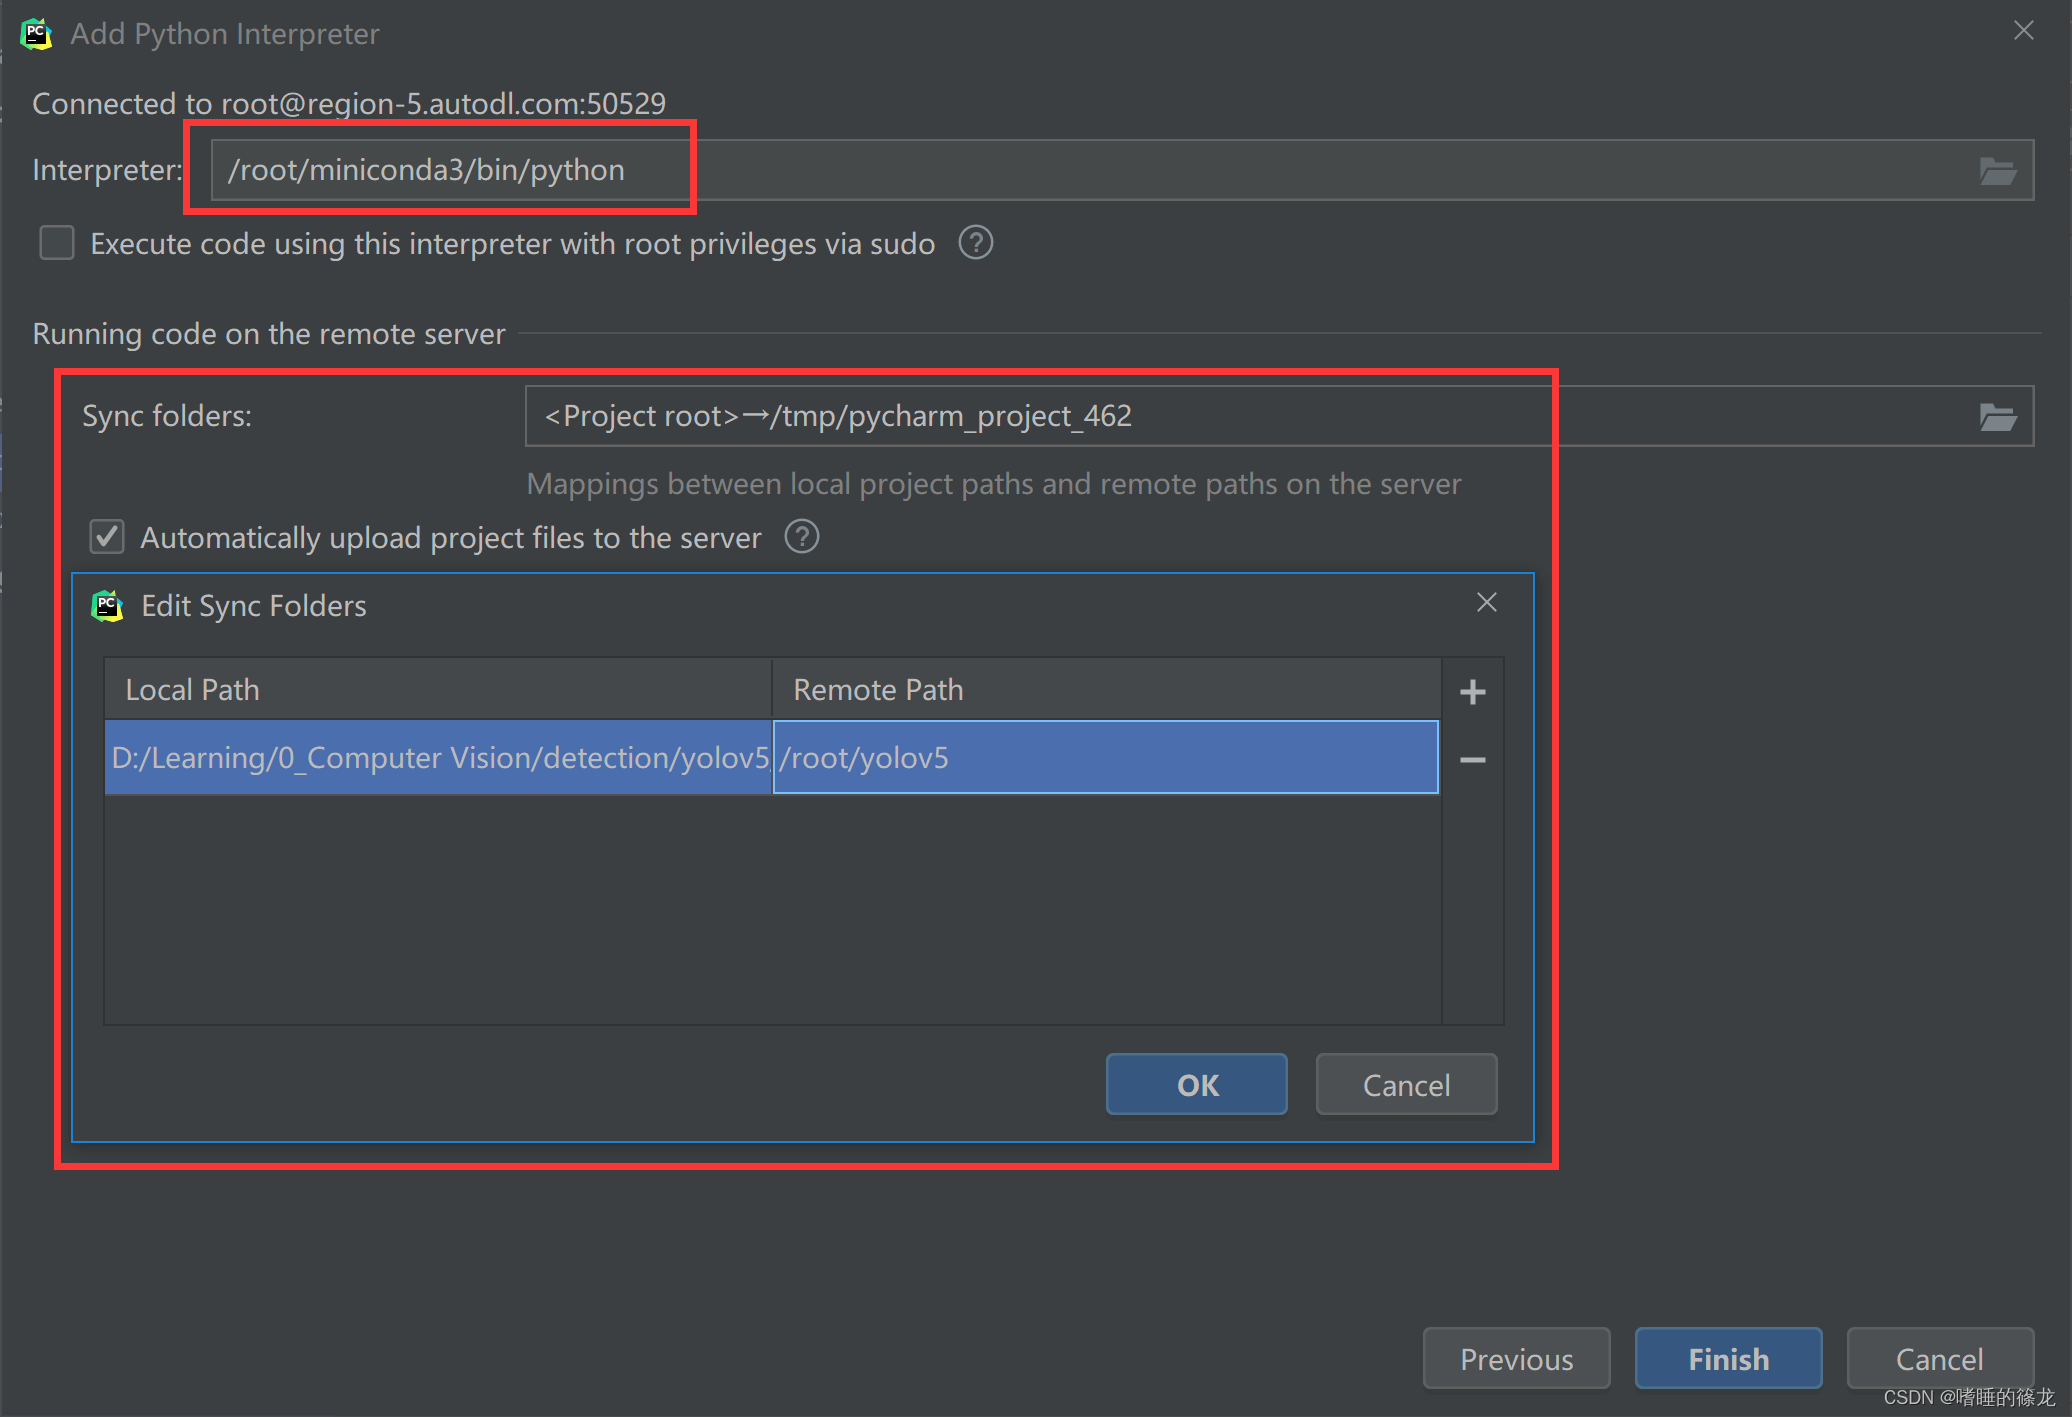 Add Python Interpreter
Connected to root@region-5.autodl.com:50529
Interpreter: /root/miniconda3/bin/python
Execute code using this interpreter with root privileges via sudo ?
Running code on the remote server
Sync folders: <Project root>→/tmp/pycharm_project_462
Mappings between local project paths and remote paths on the server
Automatically upload project files to the server ?
PC Edit Sync Folders
Local Path Remote Path
D:/Learning/0_Computer Vision/detection/yolov5 /root/yolov5
OK Cancel
Previous Finish Cancel
CSDN @嗜睡的篠龙